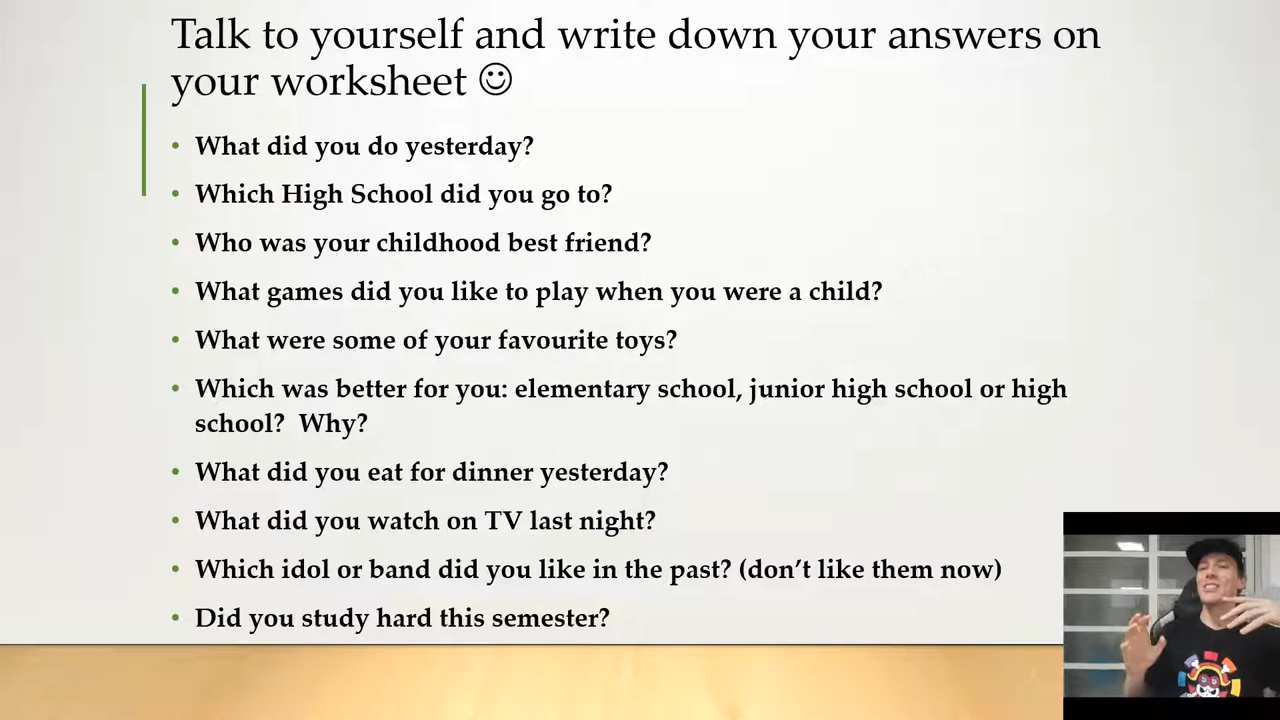 Talk to yourself and write down your answers on
your worksheet ☺
• What did you do yesterday?
• Which High School did you go to?
• Who was your childhood best friend?
• What games did you like to play when you were a child?
• What were some of your favourite toys?
• Which was better for you: elementary school, junior high school or high
school?  Why?
• What did you eat for dinner yesterday?
• What did you watch on TV last night?
• Which idol or band did you like in the past? (don’t like them now)
• Did you study hard this semester?